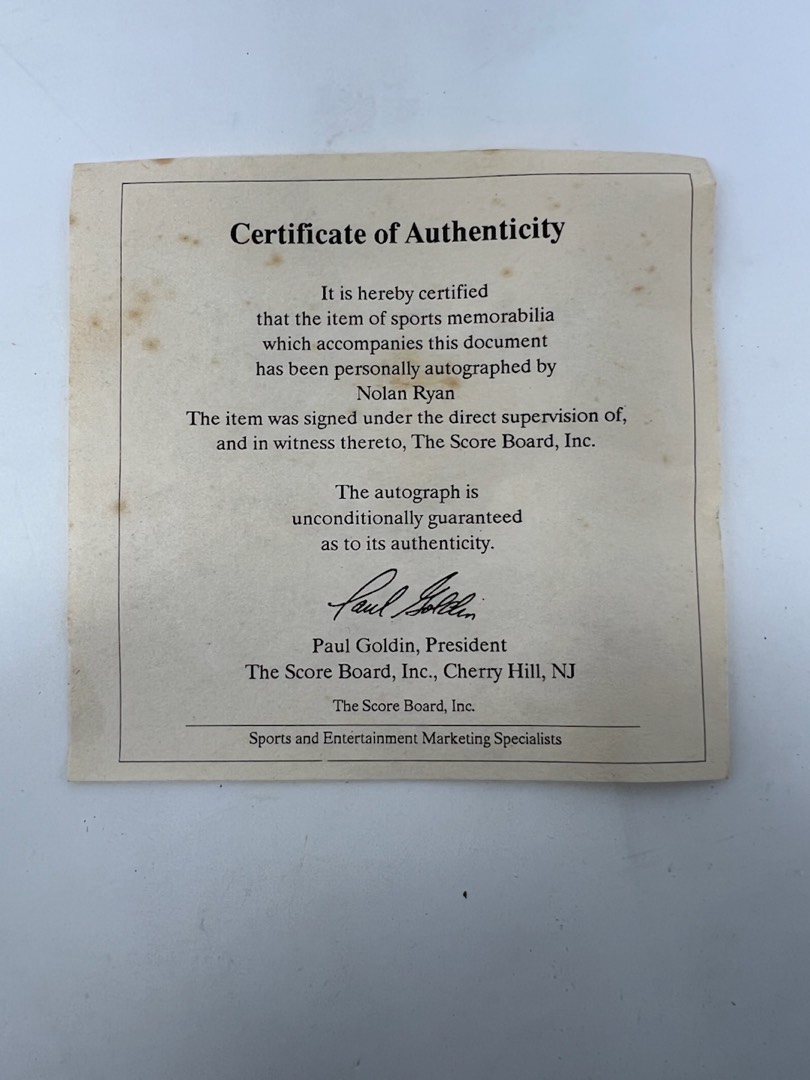 Certificate of Authenticity
It is hereby certified
that the item of sports memorabilia
which accompanies this document
has been personally autographed by
Nolan Ryan
The item was signed under the direct supervision of,
and in witness thereto, The Score Board, Inc.
The autograph is
unconditionally guaranteed
as to its authenticity.
Paul Goldin
Paul Goldin, President
The Score Board, Inc., Cherry Hill, NJ
The Score Board, Inc.
Sports and Entertainment Marketing Specialists